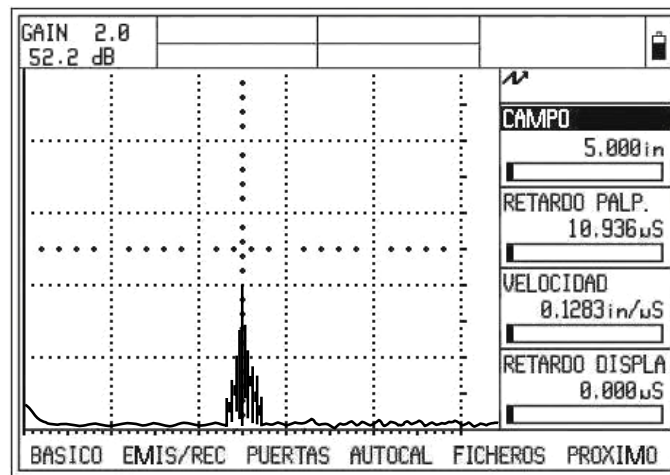 GAIN 2.0
52.2 dB
CAMPO
5.000in
RETARDO PALP.
10.936uS
VELOCIDAD
0.1283in/uS
RETARDO DISPLA
0.000uS
BASICO EMIS/REC PUERTAS AUTOCAL FICHEROS PROXIMO